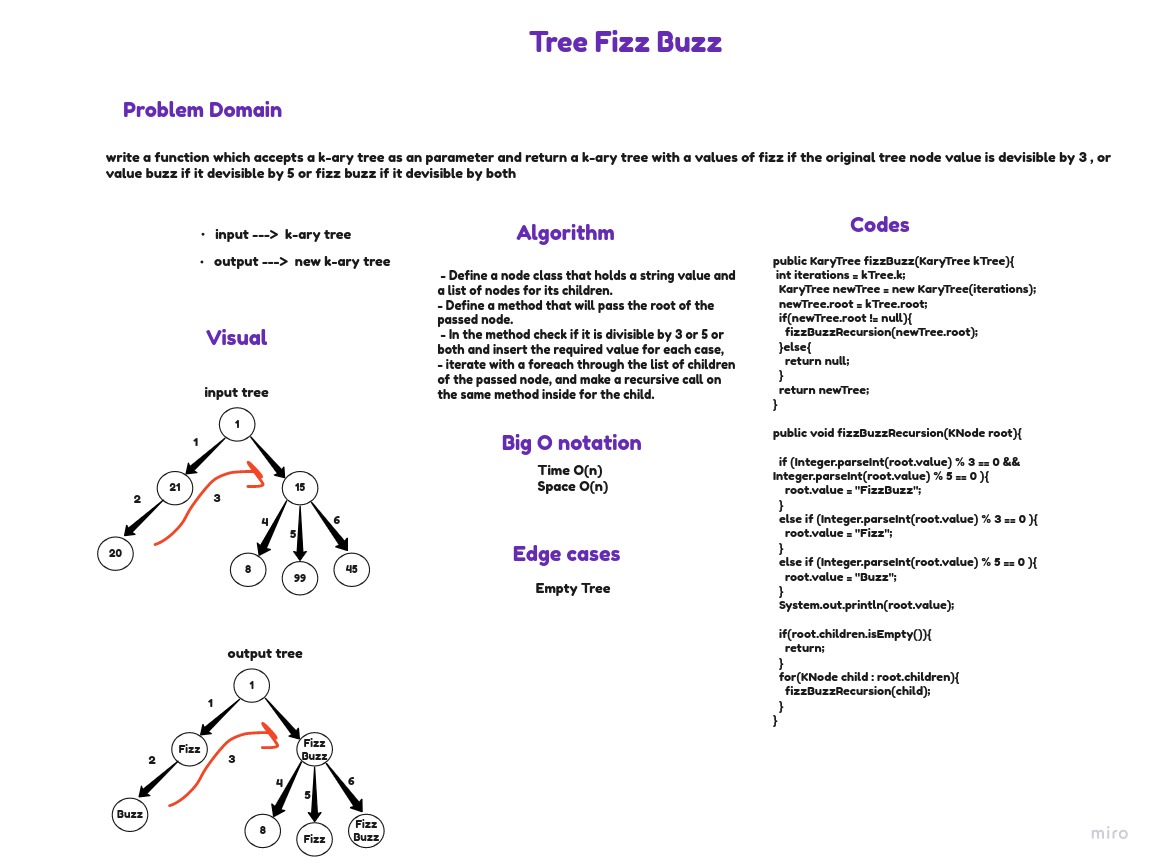 Tree Fizz Buzz
Problem Domain
write a function which accepts a k-ary tree as an parameter and return a k-ary tree with a values of fizz if the original tree node value is devisible by 3 , or
value buzz if it devisible by 5 or fizz buzz if it devisible by both
• input ---> k-ary tree
• output ---> new k-ary tree
Visual
input tree
1
1
21
15
2
3
4
5
6
20
8
99
45
output tree
1
1
Fizz
Fizz
Buzz
2
3
4
5
6
Buzz
8
Fizz
Fizz
Buzz
Algorithm
- Define a node class that holds a string value and
a list of nodes for its children.
- Define a method that will pass the root of the
passed node.
- In the method check if it is divisible by 3 or 5 or
both and insert the required value for each case,
- iterate with a foreach through the list of children
of the passed node, and make a recursive call on
the same method inside for the child.
Big O notation
Time O(n)
Space O(n)
Edge cases
Empty Tree
Codes
public KaryTree fizzBuzz(KaryTree kTree){
int iterations = kTree.k;
KaryTree newTree = new KaryTree(iterations);
newTree.root = kTree.root;
if(newTree.root != null){
fizzBuzzRecursion(newTree.root);
}else{
return null;
}
return newTree;
}
public void fizzBuzzRecursion(KNode root){
if (Integer.parseInt(root.value) % 3 == 0 &&
Integer.parseInt(root.value) % 5 == 0 ){
root.value = "FizzBuzz";
}
else if (Integer.parseInt(root.value) % 3 == 0 ){
root.value = "Fizz";
}
else if (Integer.parseInt(root.value) % 5 == 0 ){
root.value = "Buzz";
}
System.out.println(root.value);
if(root.children.isEmpty()){
return;
}
for(KNode child : root.children){
fizzBuzzRecursion(child);
}
}
miro